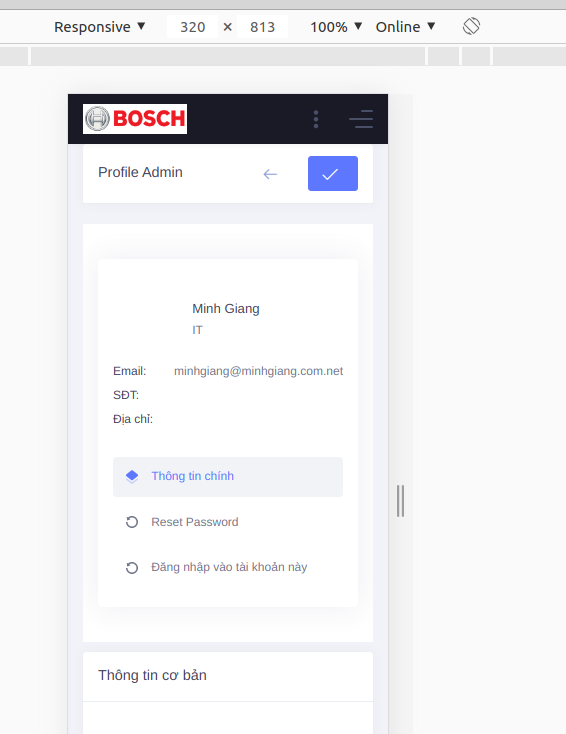 Responsive ▼ 320 × 813 100% ▼ Online ▼
BOSCH
Profile Admin
Minh Giang
IT
Email: minhgiang@minhgiang.com.net
SĐT:
Địa chỉ:
Thông tin chính
Reset Password
Đăng nhập vào tài khoản này
Thông tin cơ bản